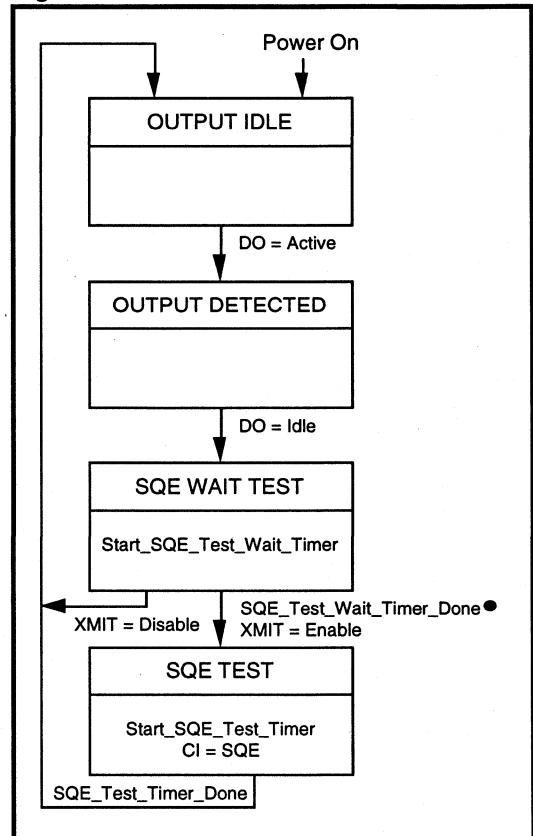 Power On
OUTPUT IDLE
DO = Active
OUTPUT DETECTED
DO = Idle
SQE WAIT TEST
Start_SQE_Test_Wait_Timer
XMIT = Disable
SQE_Test_Wait_Timer_Done●
XMIT = Enable
SQE TEST
Start_SQE_Test_Timer
CI = SQE
SQE_Test_Timer_Done